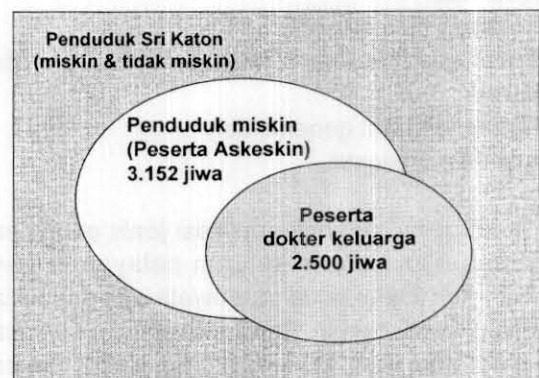 Penduduk Sri Katon
(miskin & tidak miskin)
Penduduk miskin
(Peserta Askeskin)
3.152 jiwa
Peserta
dokter keluarga
2.500 jiwa